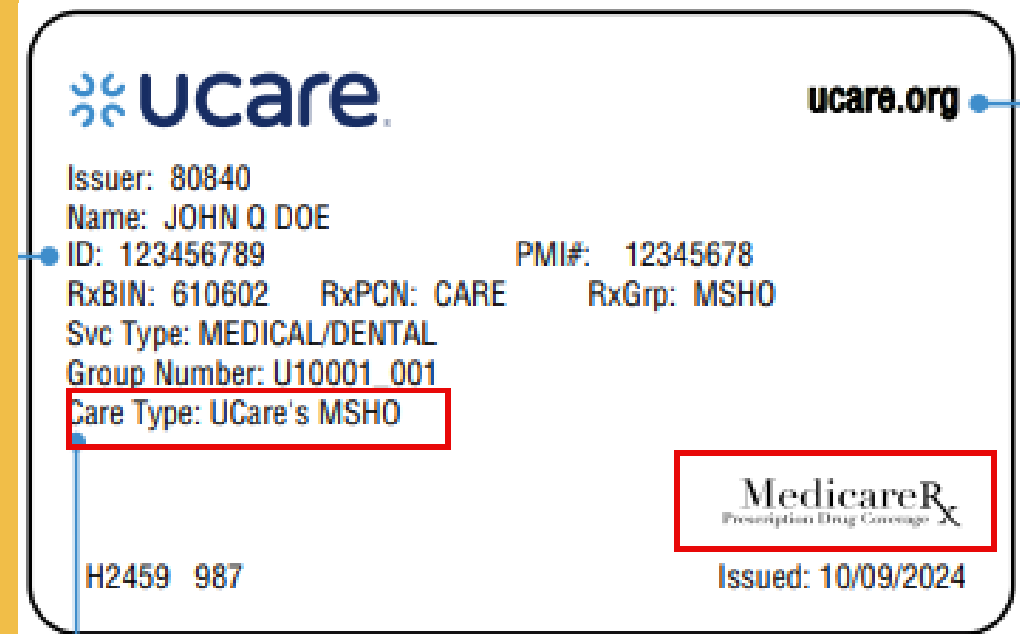 ucare
ucare.org
Issuer: 80840
Name: JOHN Q DOE
ID: 123456789 PMI#: 12345678
RxBIN: 610602 RxPCN: CARE RxGrp: MSHO
Svc Type: MEDICAL/DENTAL
Group Number: U10001_001
Care Type: UCare's MSHO
MedicareRx
Prescription Drug Coverage
H2459 987 Issued: 10/09/2024